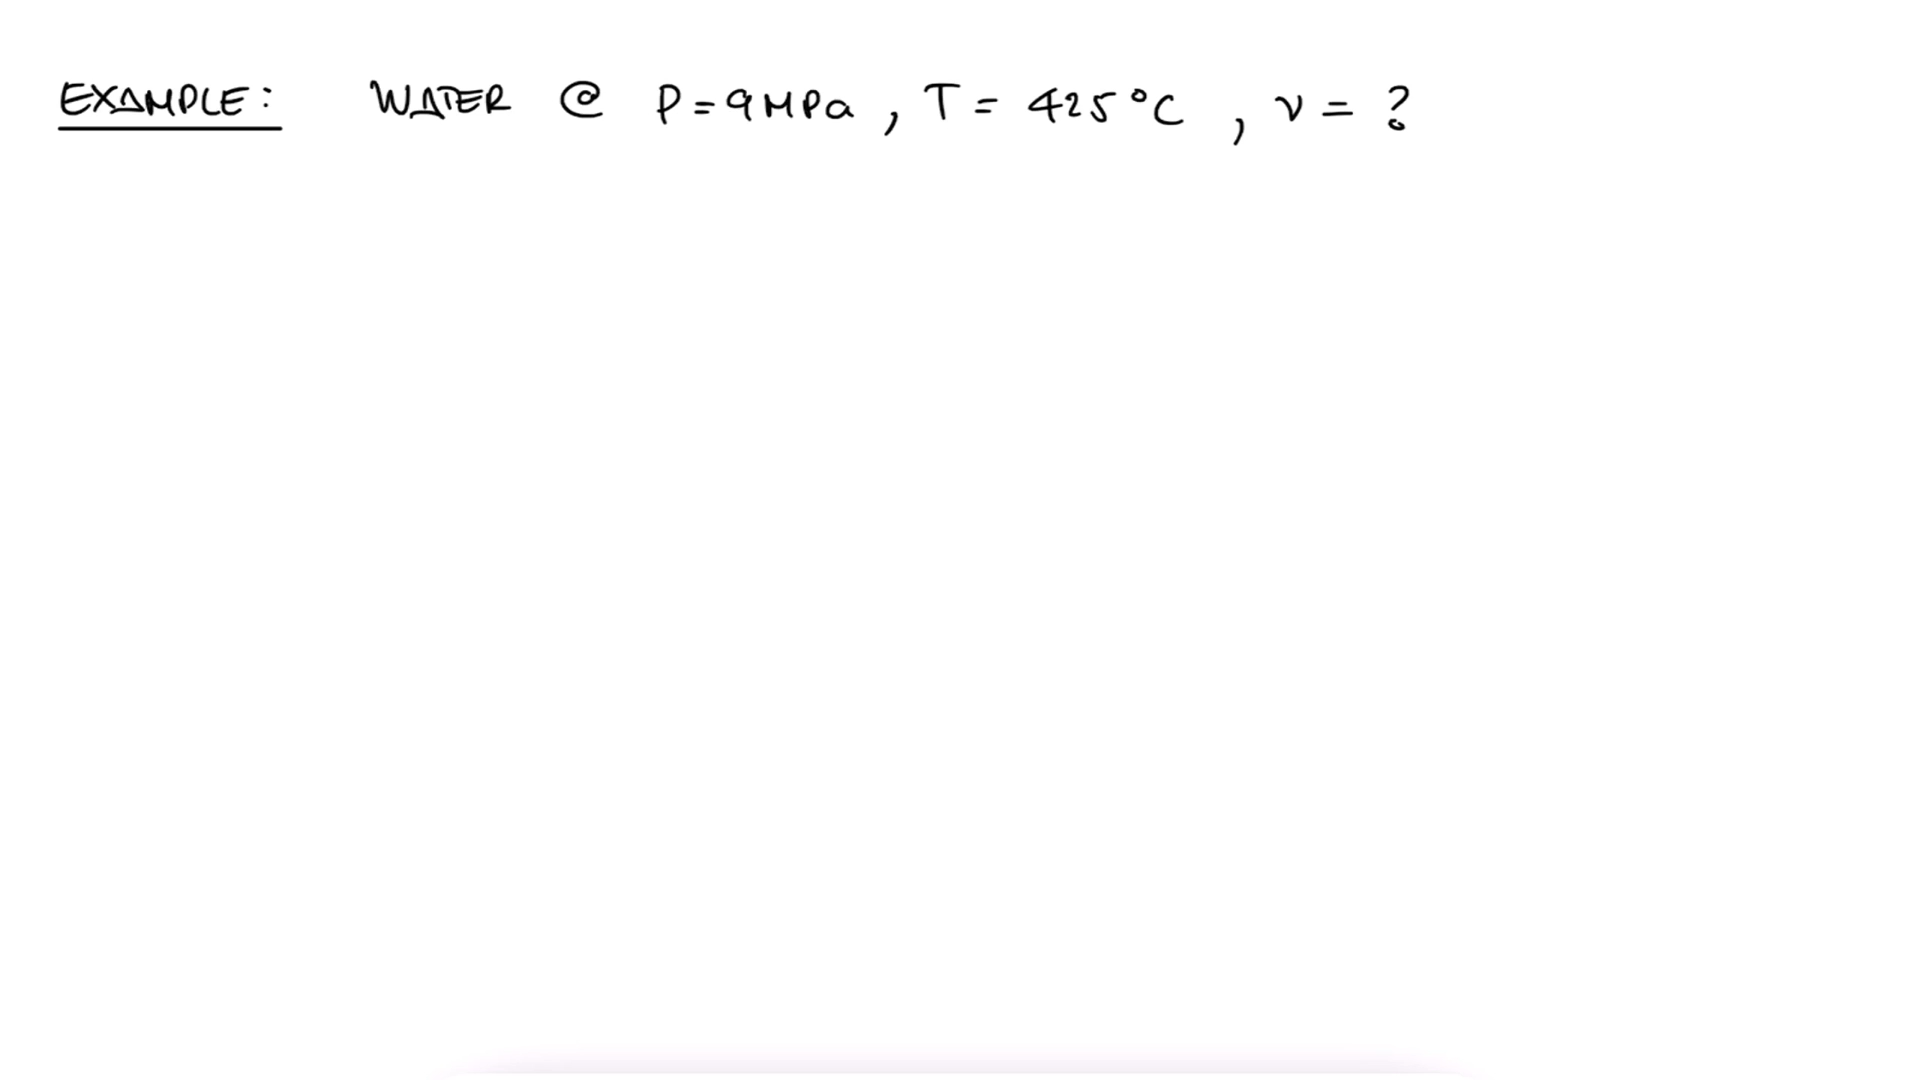 EXAMPLE: WATER @ P=9MPa, T = 425°C, v = ?